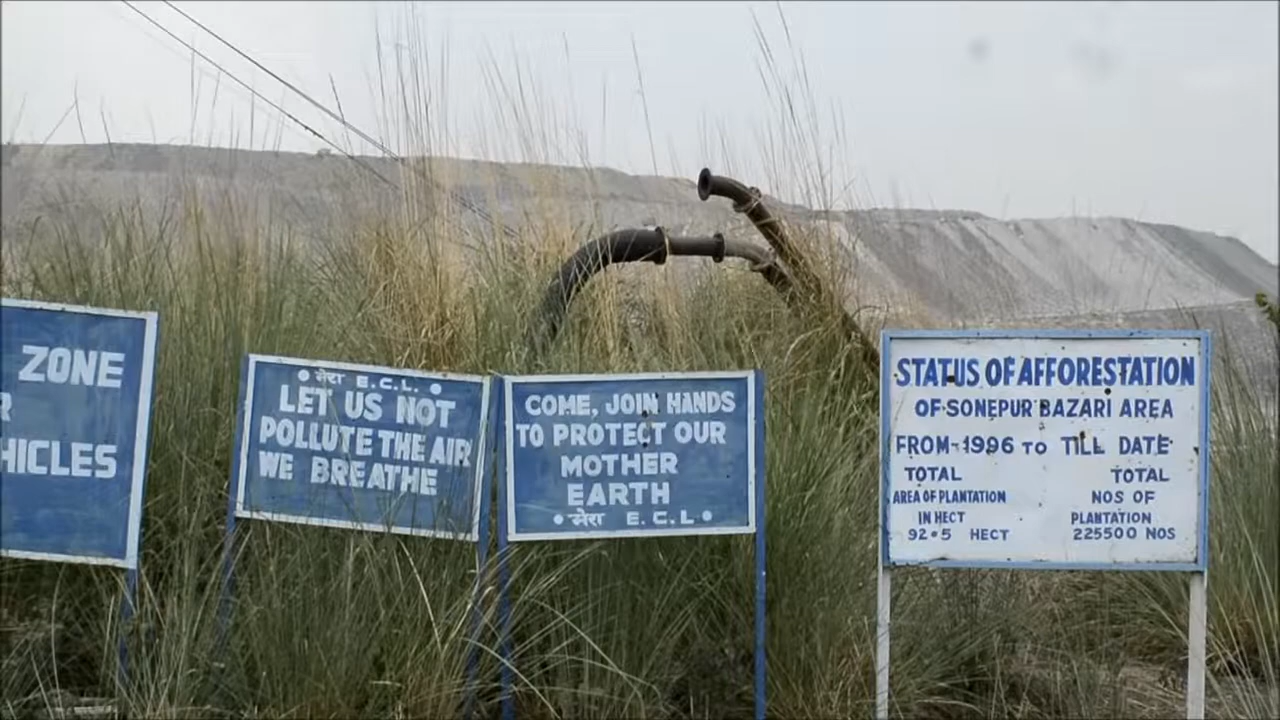 ZONE
R
HICLES
• मेरा E.C.L. •
LET US NOT
POLLUTE THE AIR
WE BREATHE
COME, JOIN HANDS
TO PROTECT OUR
MOTHER
EARTH
• मेरा E.C.L •
STATUS OF AFFORESTATION
OF SONEPUR BAZARI AREA
FROM-1996 TO TILL DATE
TOTAL TOTAL
AREA OF PLANTATION NOS OF
IN HECT PLANTATION
92.5 HECT 225500 NOS